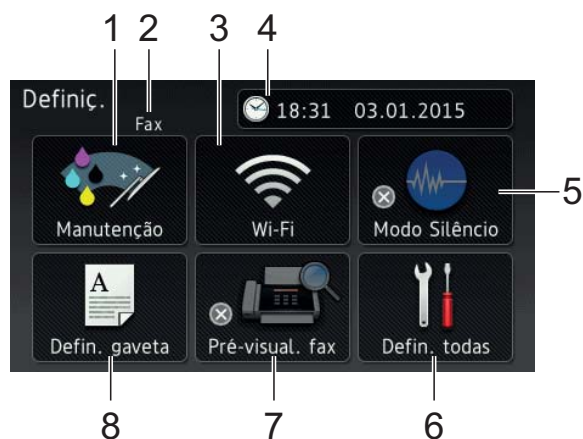 1 2 3 4
Definiç.
Fax
18:31 03.01.2015
5
Manutenção Wi-Fi Modo Silêncio
A
Defin. gaveta Pré-visual. fax Defin. todas
8 7 6